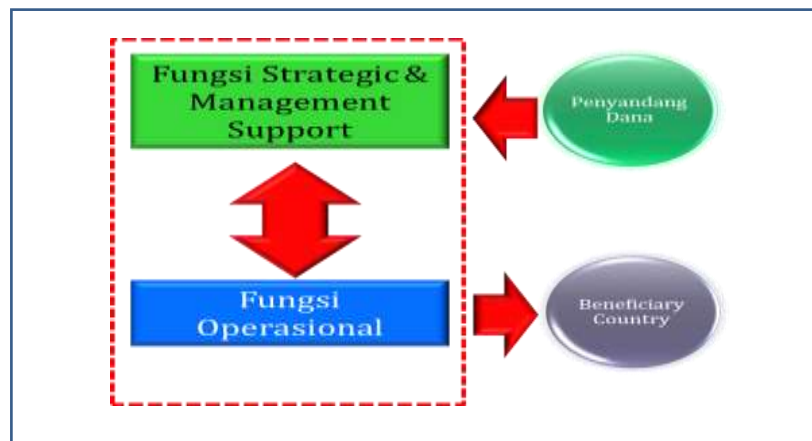 Fungsi Strategic &
Management
Support
Penyandang
Dana
Fungsi
Operasional
Beneficiary
Country